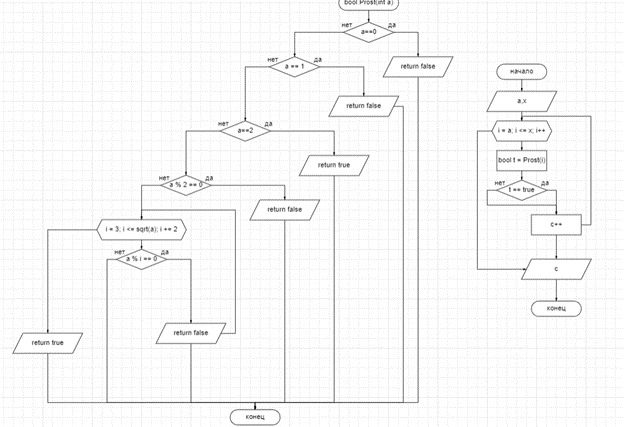 bool Prost(int a)
нет да
a==0
нет да
a == 1
return false
return false
нет да
a==2
return true
нет да
a % 2 == 0
return false
i = 3; i <= sqrt(a); i += 2
нет да
a % i == 0
return true
return false
конец
начало
a,x
i = a; i <= x; i++
bool t = Prost(i)
нет да
t == true
c++
c
конец